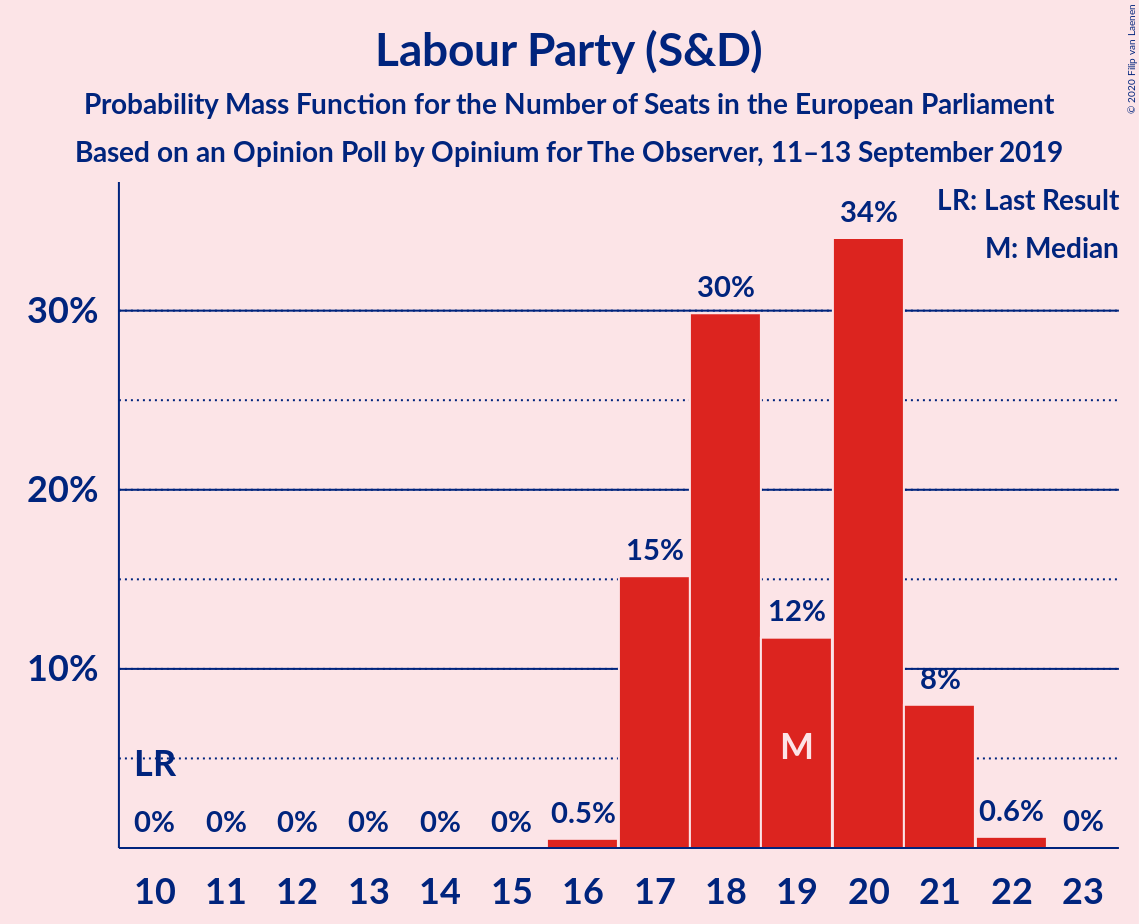 Labour Party (S&D)
Probability Mass Function for the Number of Seats in the European Parliament
Based on an Opinion Poll by Opinium for The Observer, 11–13 September 2019
© 2020 Filip van Laenen
LR: Last Result
M: Median
34%
30%
30%
20%
15%
12%
10%
8%
M
LR
0% 0% 0% 0% 0% 0% 0.5% 0.6% 0%
10 11 12 13 14 15 16 17 18 19 20 21 22 23